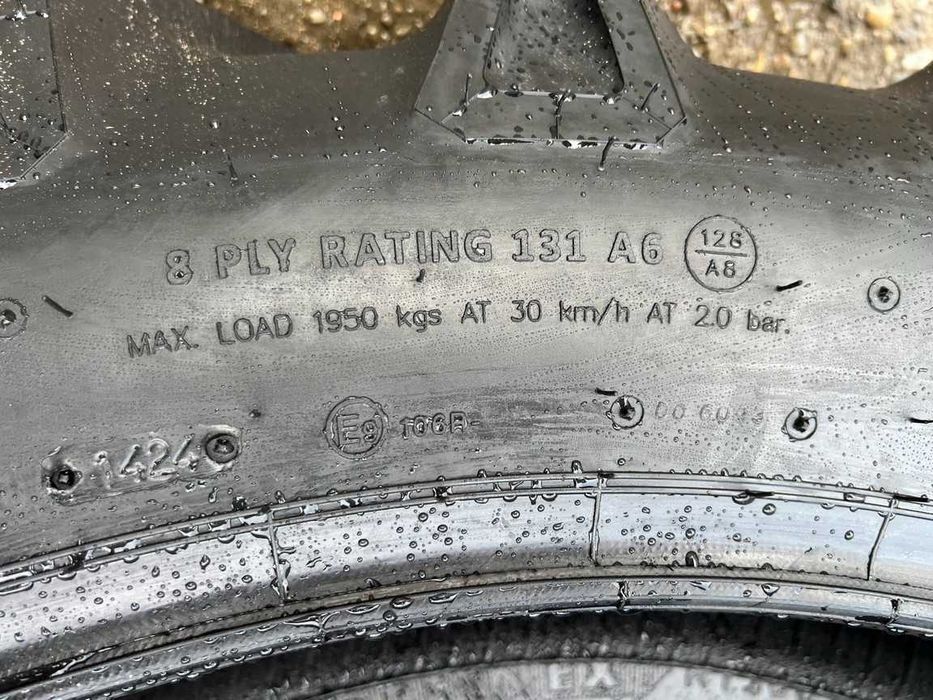 8 PLY RATING 131 A6 128 A8
MAX. LOAD 1950 kgs AT 30 km/h AT 2.0 bar.
1424 E9 106R-